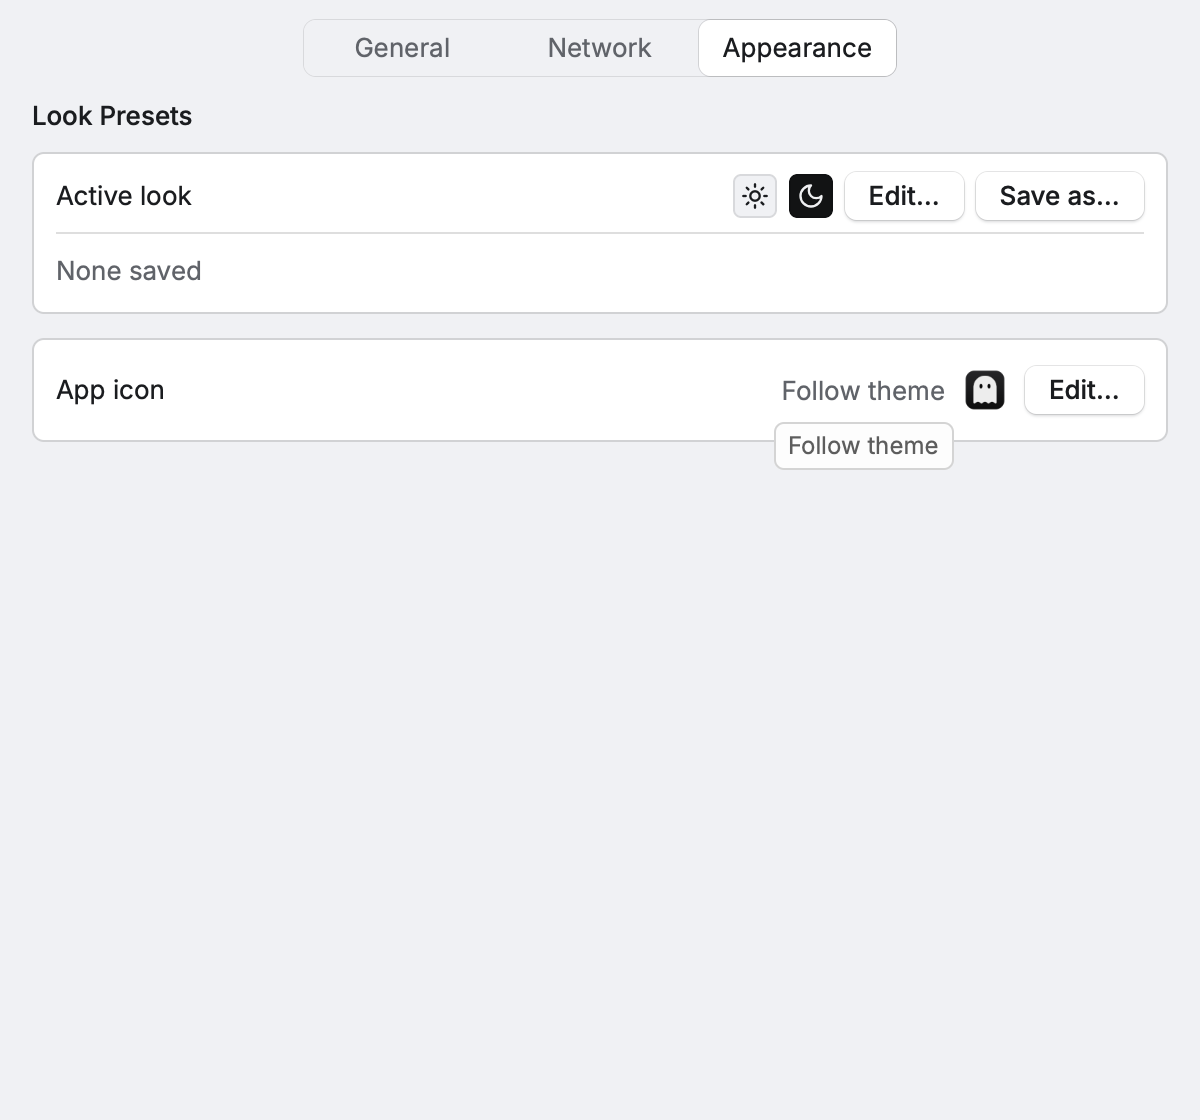 General Network Appearance
Look Presets
Active look Edit... Save as...
None saved
App icon Follow theme Edit...
Follow theme